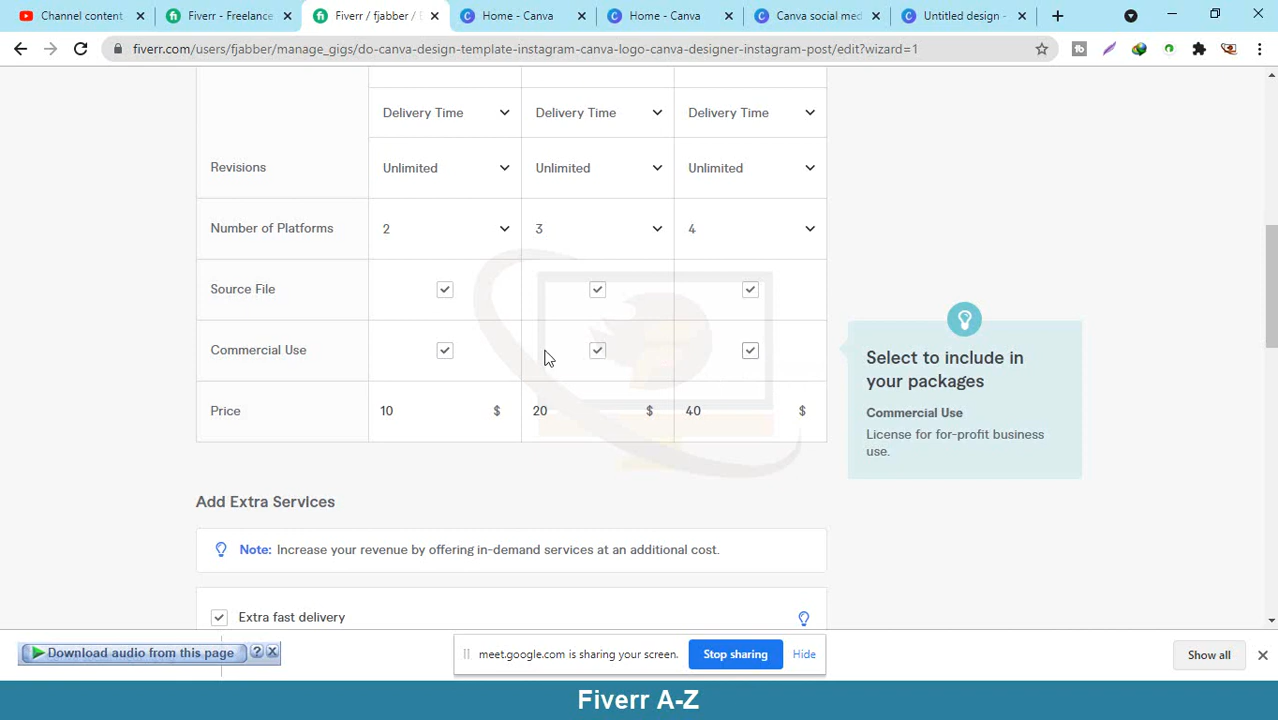 Channel content
Fiverr - Freelance
Fiverr / fjabber / E
Home - Canva
Home - Canva
Canva social med
Untitled design -
fiverr.com/users/fjabber/manage_gigs/do-canva-design-template-instagram-canva-logo-canva-designer-instagram-post/edit?wizard=1
Delivery Time
Delivery Time
Delivery Time
Revisions
Unlimited
Unlimited
Unlimited
Number of Platforms
2
3
4
Source File
Commercial Use
Price
10
$
20
$
40
$
Select to include in
your packages
Commercial Use
License for for-profit business
use.
Add Extra Services
Note: Increase your revenue by offering in-demand services at an additional cost.
Extra fast delivery
Download audio from this page
?
meet.google.com is sharing your screen.
Stop sharing
Hide
Show all
Fiverr A-Z